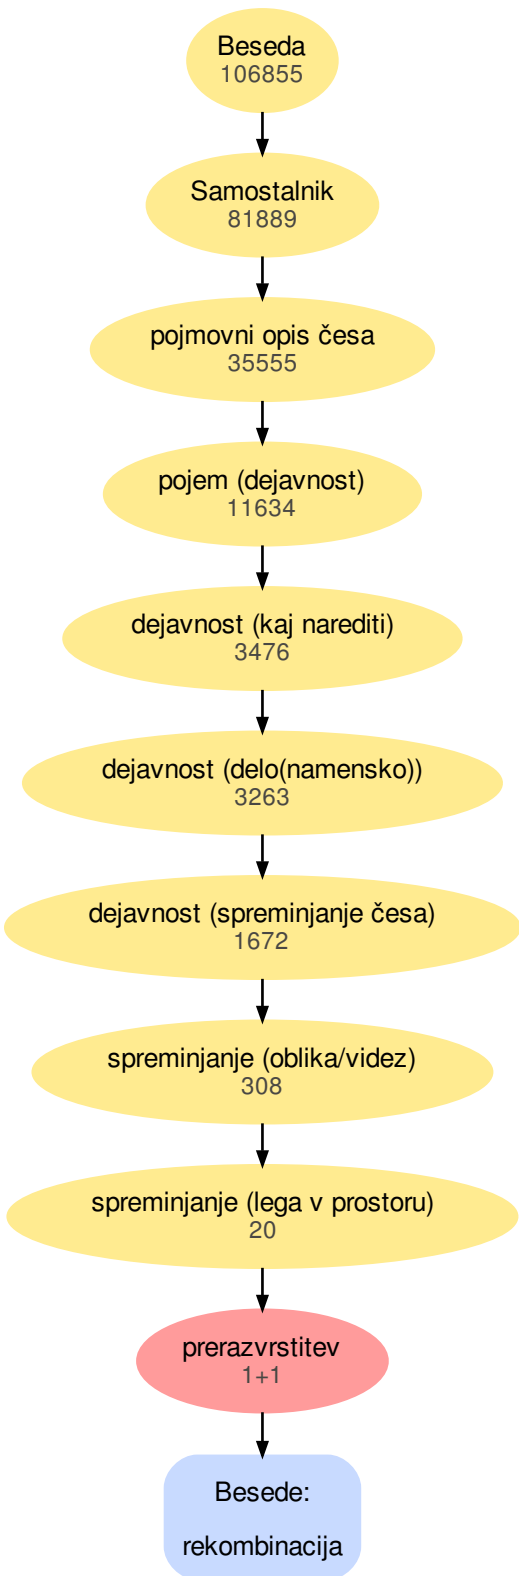 Beseda
106855
Samostalnik
81889
pojmovni opis česa
35555
pojem (dejavnost)
11634
dejavnost (kaj narediti)
3476
dejavnost (delo(namensko))
3263
dejavnost (spreminjanje česa)
1672
spreminjanje (oblika/videz)
308
spreminjanje (lega v prostoru)
20
prerazvrstitev
1+1
Besede:
rekombinacija